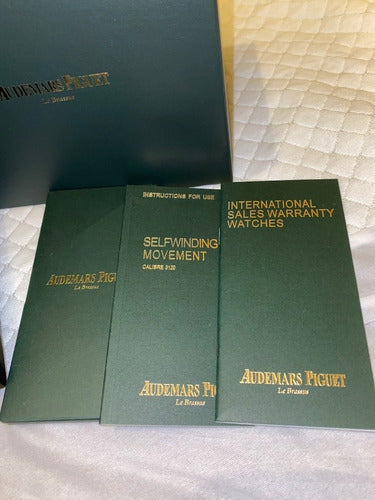 AUDEMARS PIGUET
Le Brassus
AUDEMARS PIGUET
Le Brassus
INSTRUCTIONS FOR USE
SELFWINDING
MOVEMENT
CALIBRE 3120
AUDEMARS PI
Le Brassus
INTERNATIONAL
SALES WARRANTY
WATCHES
AUDEMARS PIGUET
Le Brassus